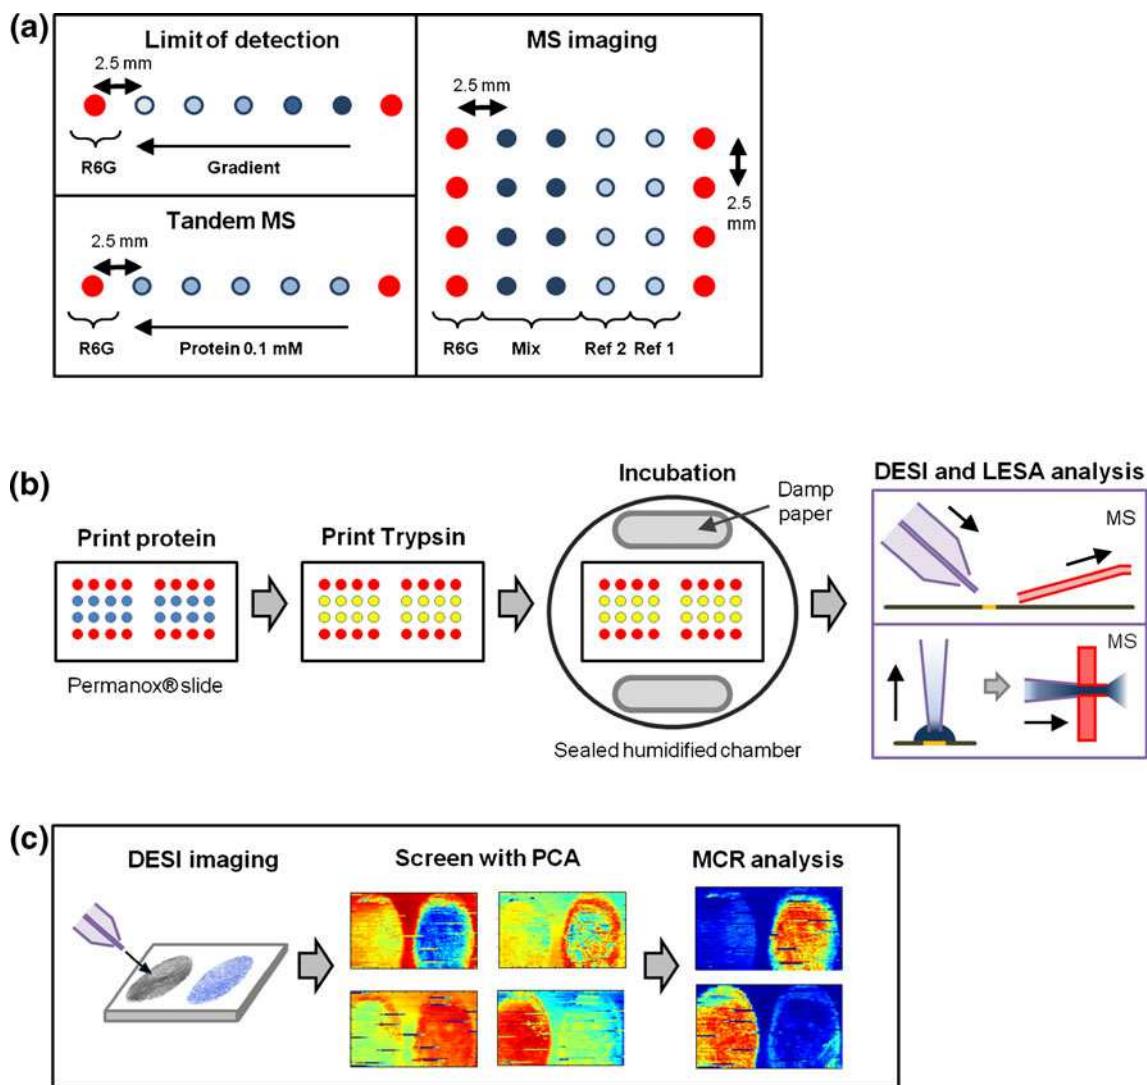 (a)
Limit of detection
2.5 mm
R6G
Gradient
Tandem MS
2.5 mm
R6G
Protein 0.1 mM
MS imaging
2.5 mm
2.5
mm
R6G
Mix
Ref 2
Ref 1
(b)
Print protein
Permanox® slide
Print Trypsin
Incubation
Damp
paper
Sealed humidified chamber
DESI and LESA analysis
MS
MS
(c)
DESI imaging
Screen with PCA
MCR analysis